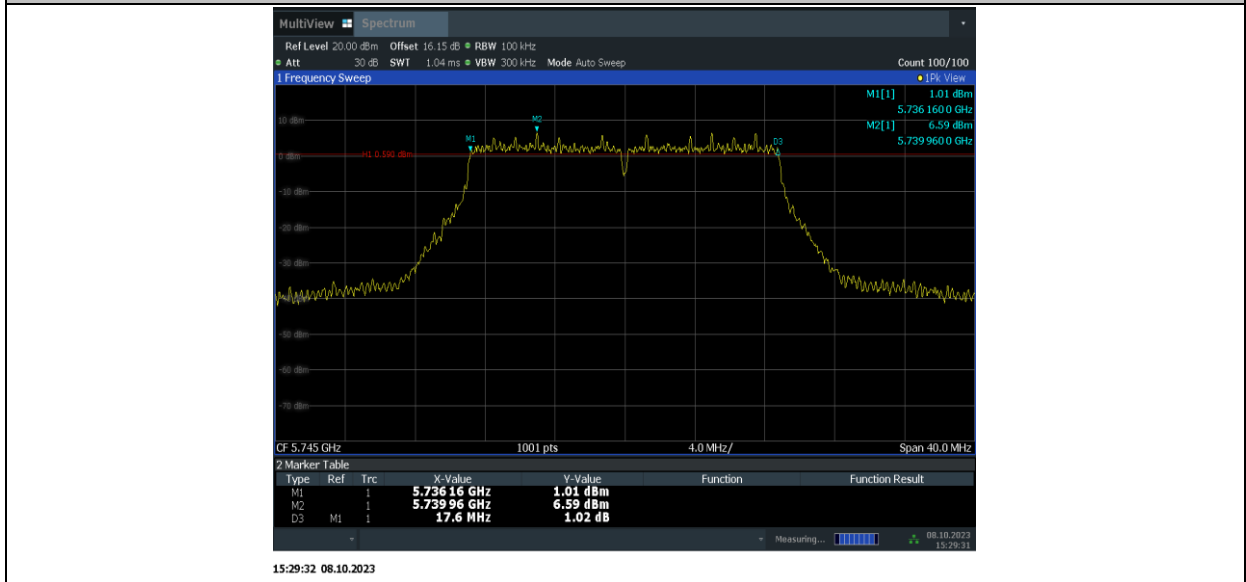 MultiView Spectrum
Ref Level 20.00 dBm Offset 16.15 dB RBW 100 kHz
Att 30 dB SWT 1.04 ms VBW 300 kHz Mode Auto Sweep Count 100/100
1 Frequency Sweep 1Pk View
M1[1] 1.01 dBm
5.736 160 0 GHz
10 dBm M2 M2[1] 6.59 dBm
M1 D3 5.739 960 0 GHz
0 dBm H1 0.590 dBm
-10 dBm
-20 dBm
-30 dBm
-50 dBm
-60 dBm
-70 dBm
CF 5.745 GHz 1001 pts 4.0 MHz/ Span 40.0 MHz
2 Marker Table
Type Ref Trc X-Value Y-Value Function Function Result
M1 1 5.736 16 GHz 1.01 dBm
M2 1 5.739 96 GHz 6.59 dBm
D3 M1 1 17.6 MHz 1.02 dB
Measuring... 08.10.2023
15:29:31
15:29:32 08.10.2023